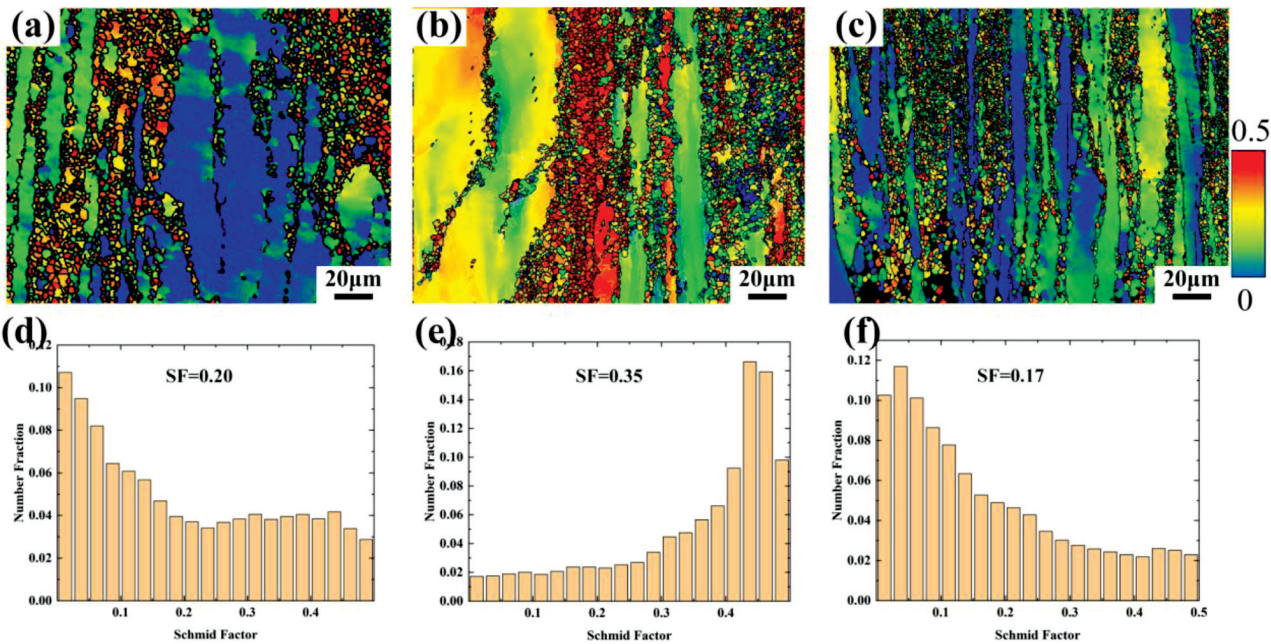 (a)
(b)
(c)
20μm
20μm
20μm
0.5
0
(d)
(e)
(f)
0.12
0.10
0.08
0.06
0.04
0.02
0.00
Number Fraction
SF=0.20
0.1
0.2
0.3
0.4
Schmid Factor
0.18
0.16
0.14
0.12
0.10
0.08
0.06
0.04
0.02
0.00
Number Fraction
SF=0.35
0.1
0.2
0.3
0.4
Schmid Factor
0.12
0.10
0.08
0.06
0.04
0.02
0.00
Number Fraction
SF=0.17
0.1
0.2
0.3
0.4
0.5
Schmid Factor